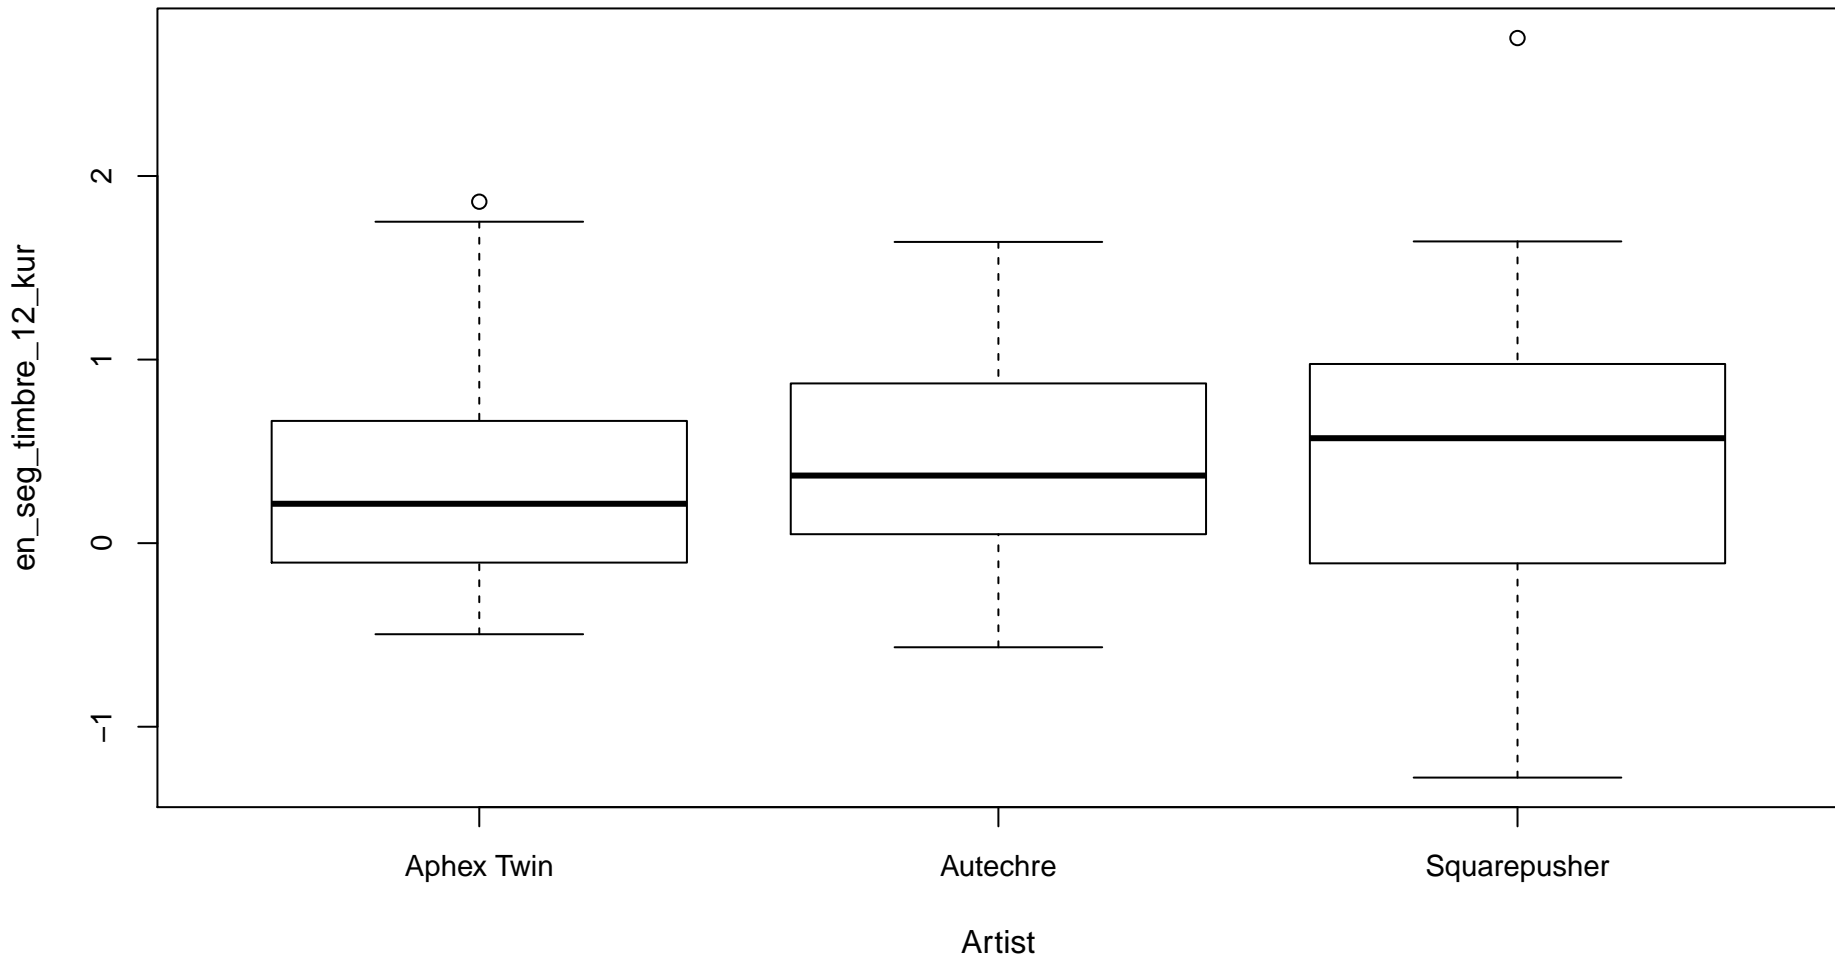 en_seg_timbre_12_kur
2
1
0
−1
Aphex Twin Autechre Squarepusher
Artist